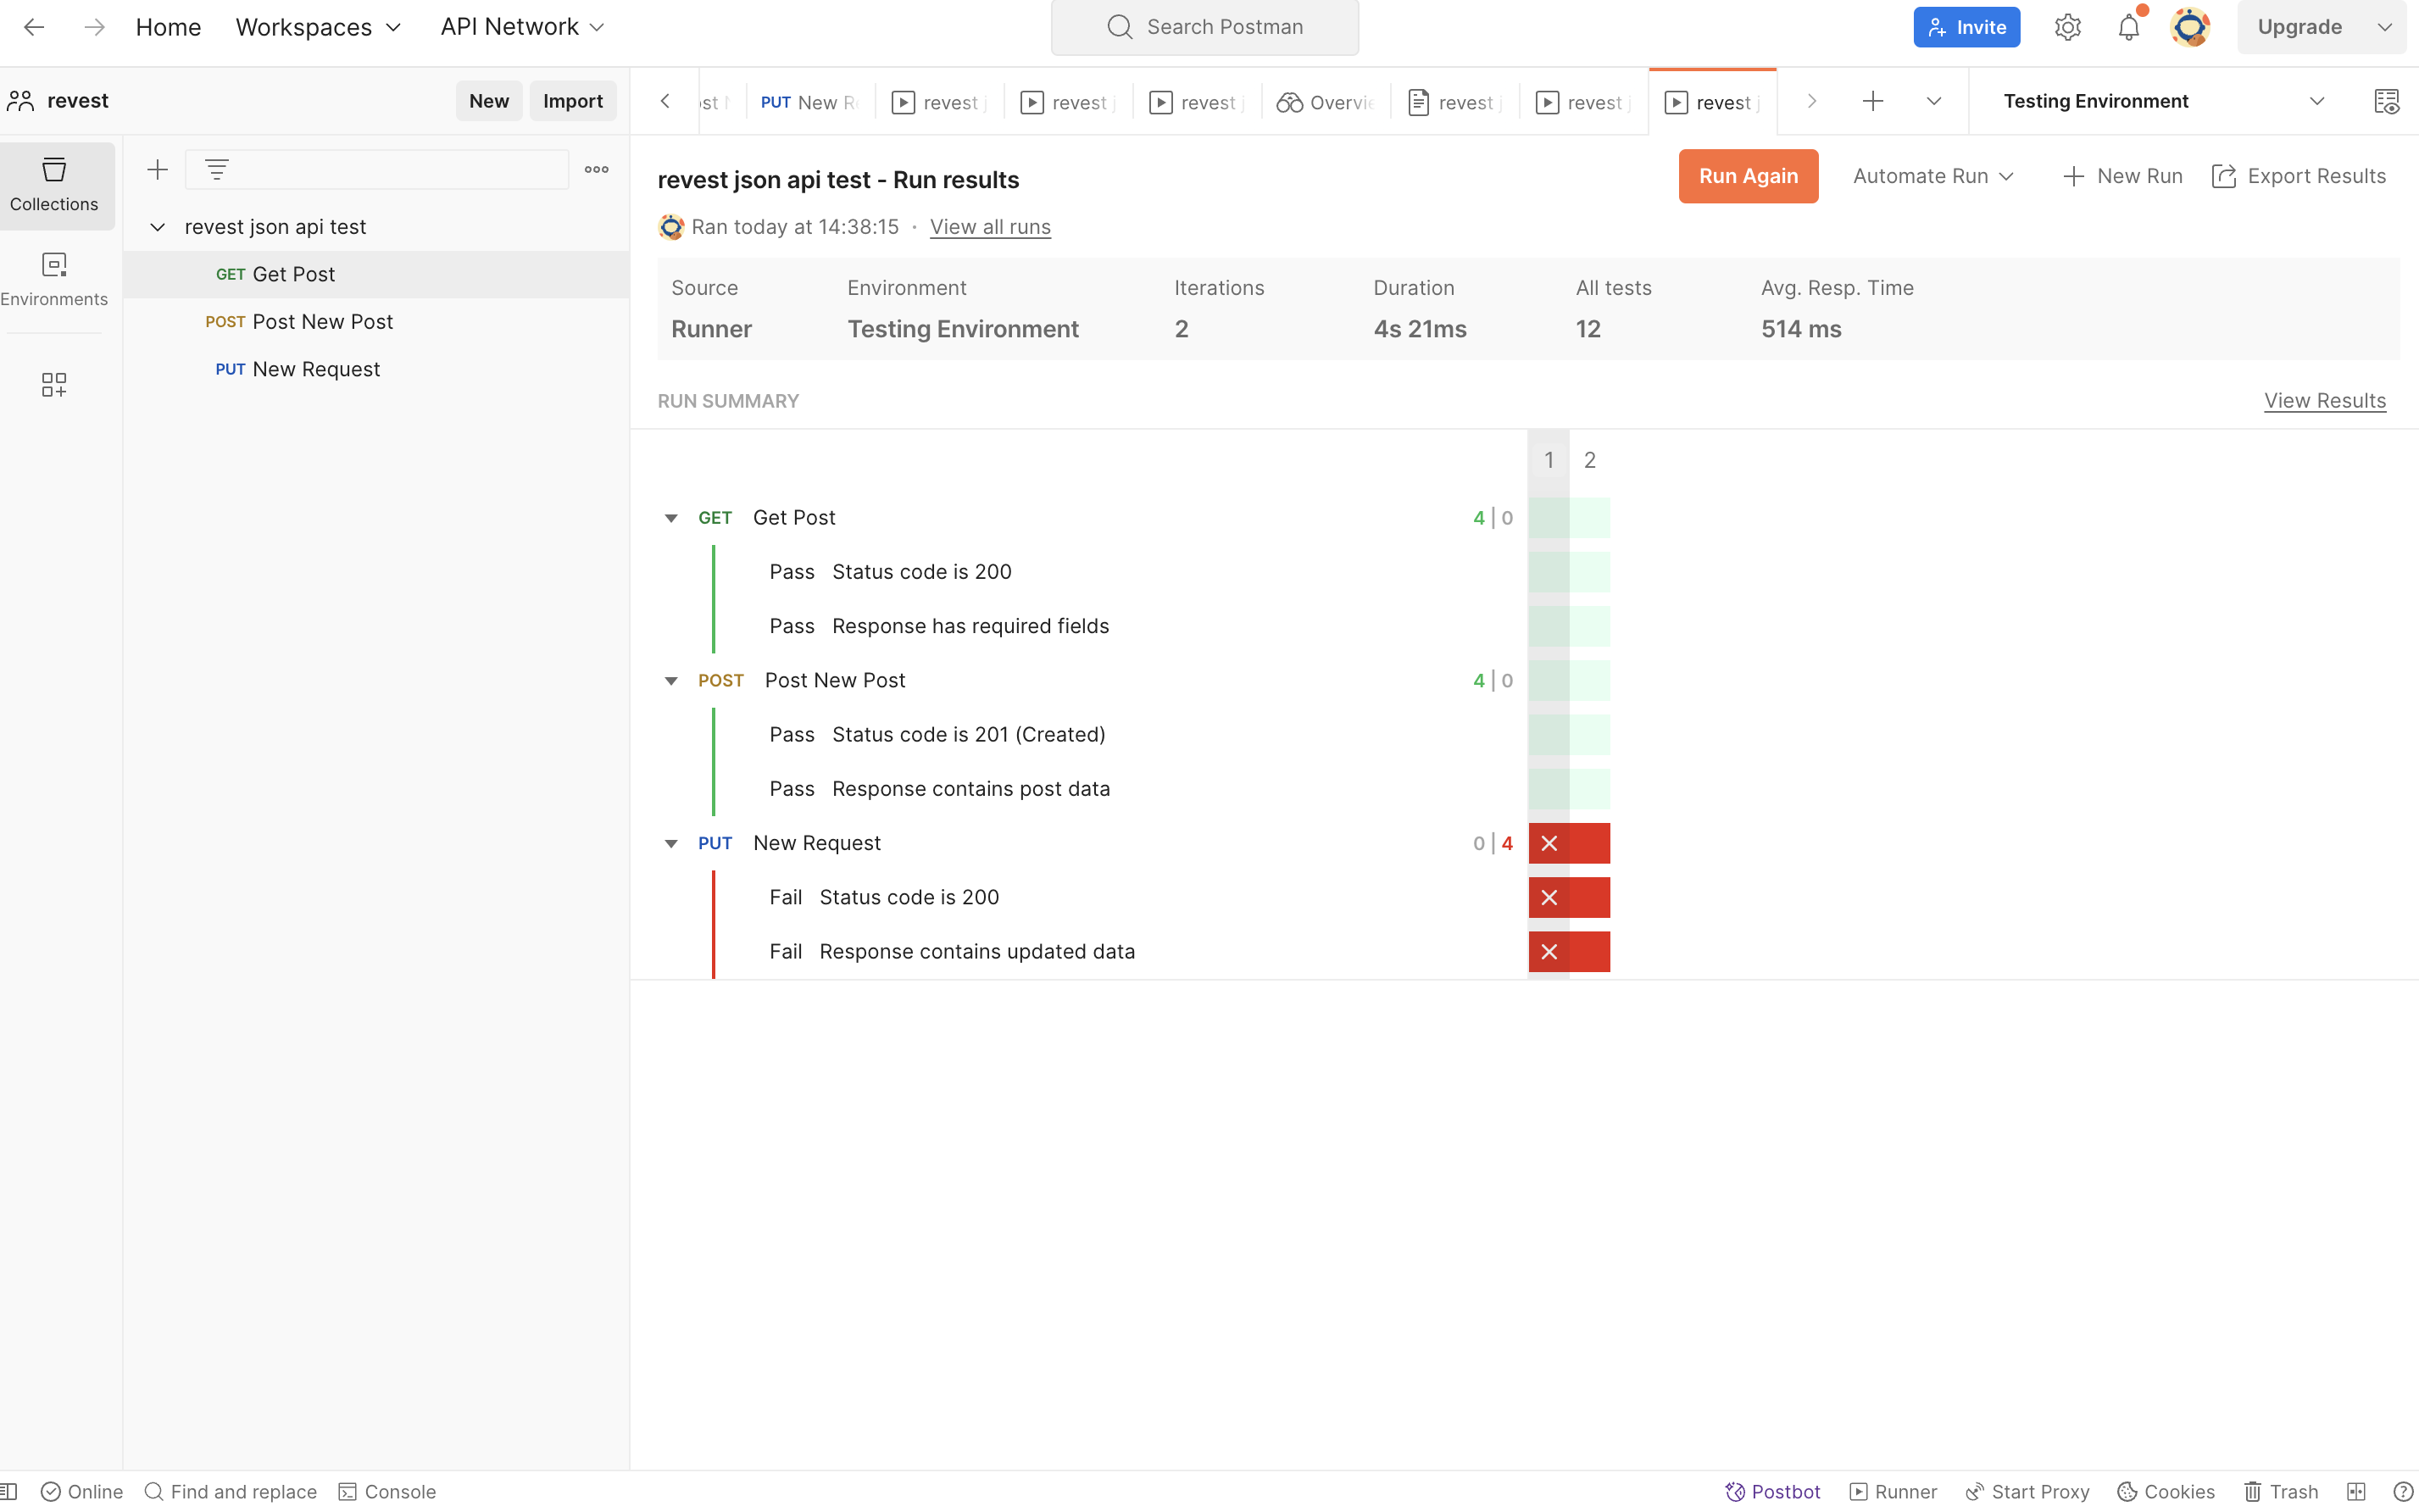 Home Workspaces API Network Search Postman Invite Upgrade
revest New Import
PUT New R revest revest revest Overvie revest revest revest Testing Environment
Collections
Environments
revest json api test
GET Get Post
POST Post New Post
PUT New Request
revest json api test - Run results Run Again Automate Run New Run Export Results
Ran today at 14:38:15 · View all runs
Source Environment Iterations Duration All tests Avg. Resp. Time
Runner Testing Environment 2 4s 21ms 12 514 ms
RUN SUMMARY View Results
1 2
GET Get Post 4 | 0
Pass Status code is 200
Pass Response has required fields
POST Post New Post 4 | 0
Pass Status code is 201 (Created)
Pass Response contains post data
PUT New Request 0 | 4
Fail Status code is 200
Fail Response contains updated data
Online Find and replace Console Postbot Runner Start Proxy Cookies Trash